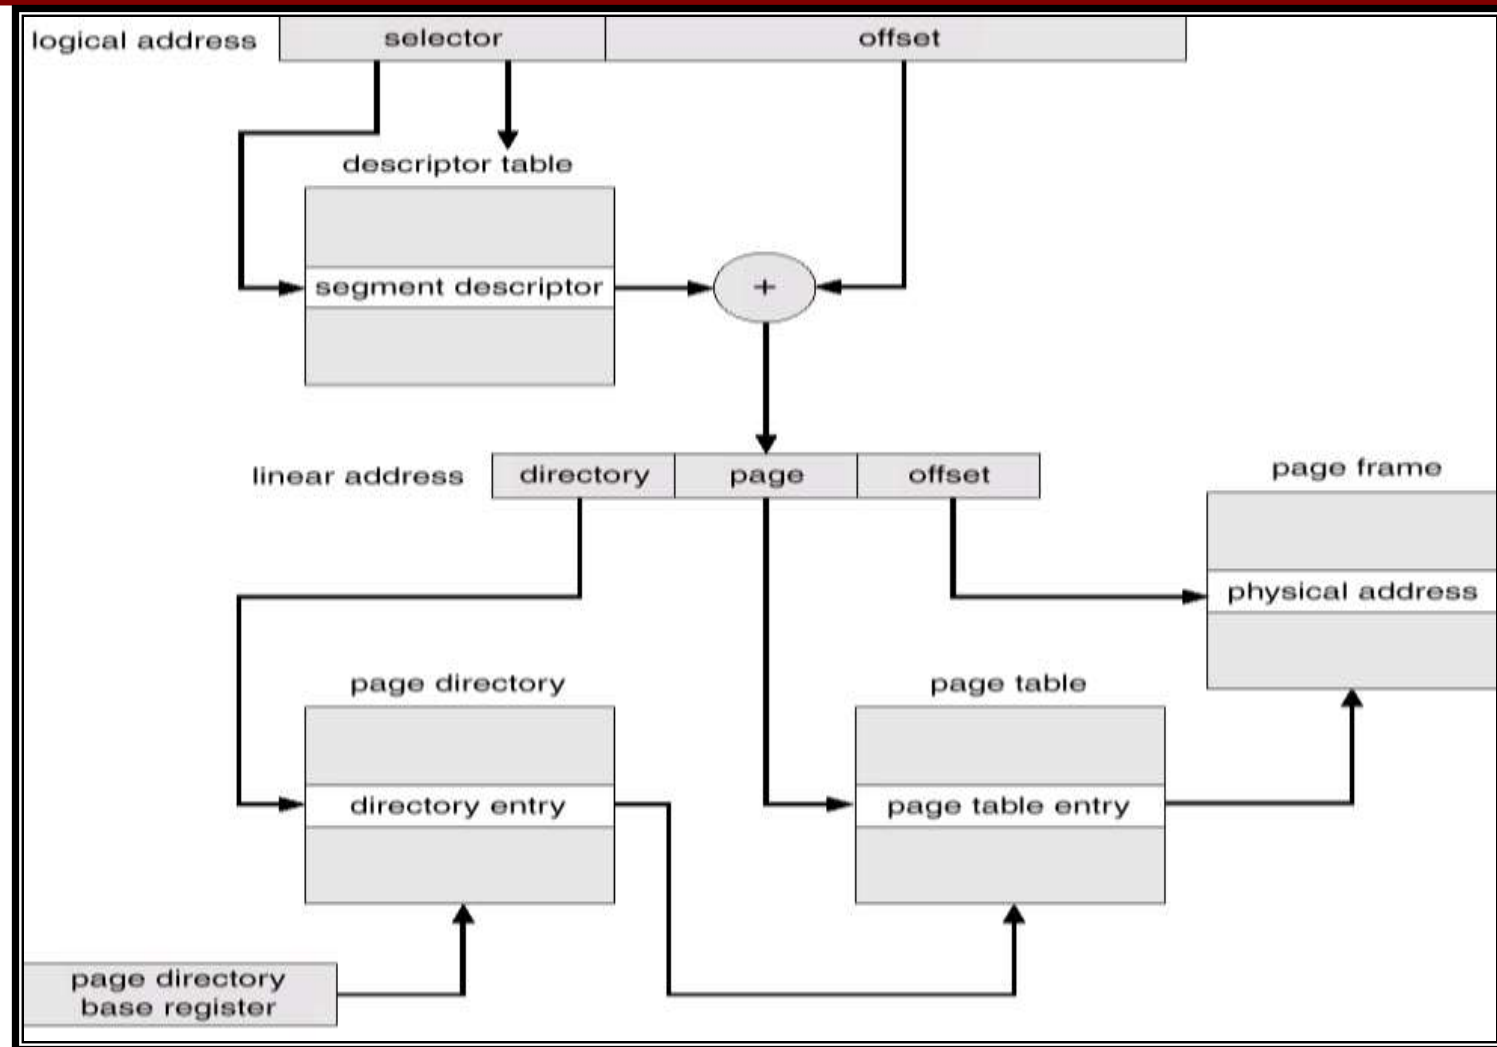 logical address
selector
offset
descriptor table
segment descriptor
+
linear address
directory
page
offset
page frame
physical address
page directory
page table
directory entry
page table entry
page directory
base register